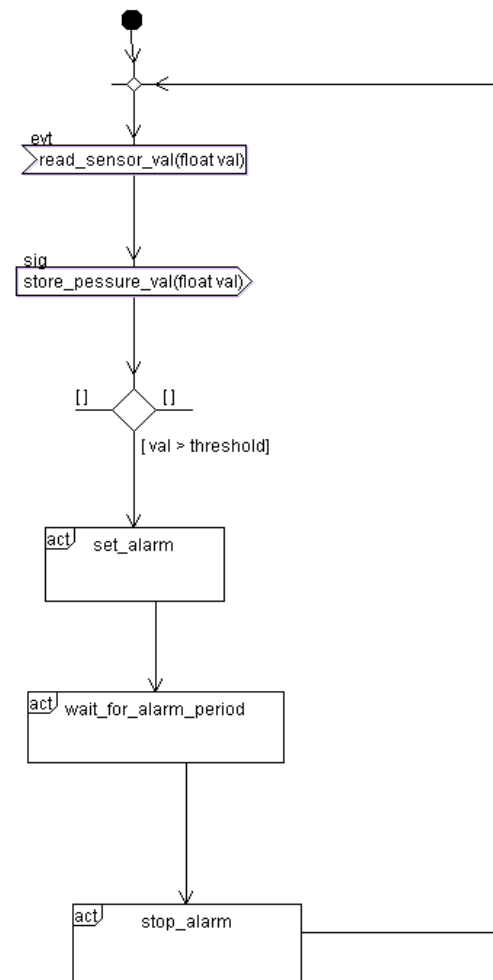 evt
read_sensor_val(float val)
sig
store_pessure_val(float val)
[ ] [ ]
[ val > threshold]
act set_alarm
act wait_for_alarm_period
act stop_alarm